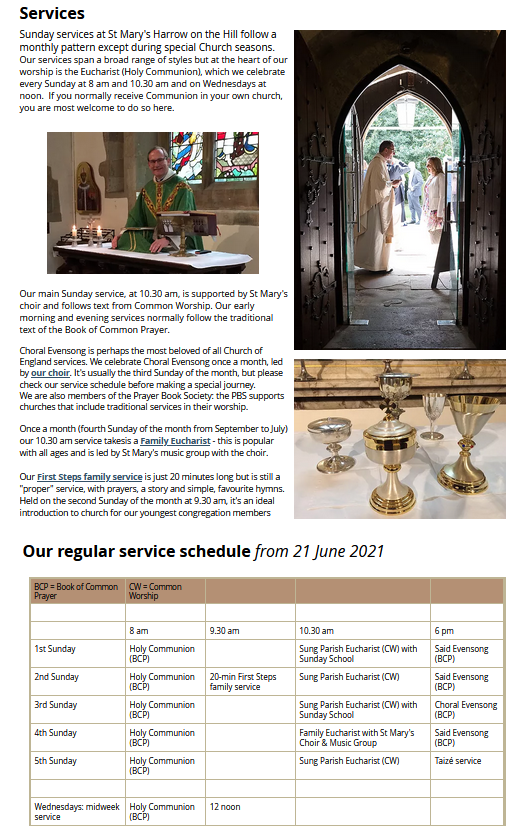 Services
Sunday services at St Mary's Harrow on the Hill follow a
monthly pattern except during special Church seasons.
Our services span a broad range of styles but at the heart of our
worship is the Eucharist (Holy Communion), which we celebrate
every Sunday at 8 am and 10.30 am and on Wednesdays at
noon. If you normally receive Communion in your own church,
you are most welcome to do so here.
Our main Sunday service, at 10.30 am, is supported by St Mary's
choir and follows text from Common Worship. Our early
morning and evening services normally follow the traditional
text of the Book of Common Prayer.
Choral Evensong is perhaps the most beloved of all Church of
England services. We celebrate Choral Evensong once a month, led
by our choir. It's usually the third Sunday of the month, but please
check our service schedule before making a special journey.
We are also members of the Prayer Book Society: the PBS supports
churches that include traditional services in their worship.
Once a month (fourth Sunday of the month from September to July)
our 10.30 am service takesis a Family Eucharist - this is popular
with all ages and is led by St Mary's music group with the choir.
Our First Steps family service is just 20 minutes long but is still a
"proper" service, with prayers, a story and simple, favourite hymns.
Held on the second Sunday of the month at 9.30 am, it's an ideal
introduction to church for our youngest congregation members
Our regular service schedule from 21 June 2021
BCP = Book of Common CW = Common
Prayer Worship
8 am 9.30 am 10.30 am 6 pm
1st Sunday Holy Communion Sung Parish Eucharist (CW) with Said Evensong
(BCP) Sunday School (BCP)
2nd Sunday Holy Communion 20-min First Steps Sung Parish Eucharist (CW) Said Evensong
(BCP) family service (BCP)
3rd Sunday Holy Communion Sung Parish Eucharist (CW) with Choral Evensong
(BCP) Sunday School (BCP)
4th Sunday Holy Communion Family Eucharist with St Mary's Said Evensong
(BCP) Choir & Music Group (BCP)
5th Sunday Holy Communion Sung Parish Eucharist (CW) Taizé service
(BCP)
Wednesdays: midweek Holy Communion 12 noon
service (BCP)